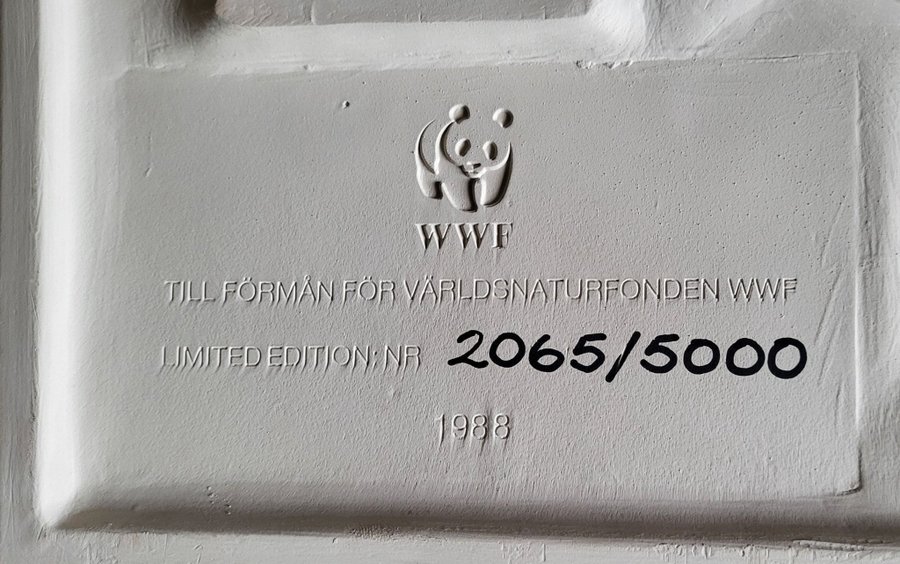 WWF
TILL FÖRMÅN FÖR VÄRLDSNATURFONDEN WWF
LIMITED EDITION: NR 2065/5000
1988